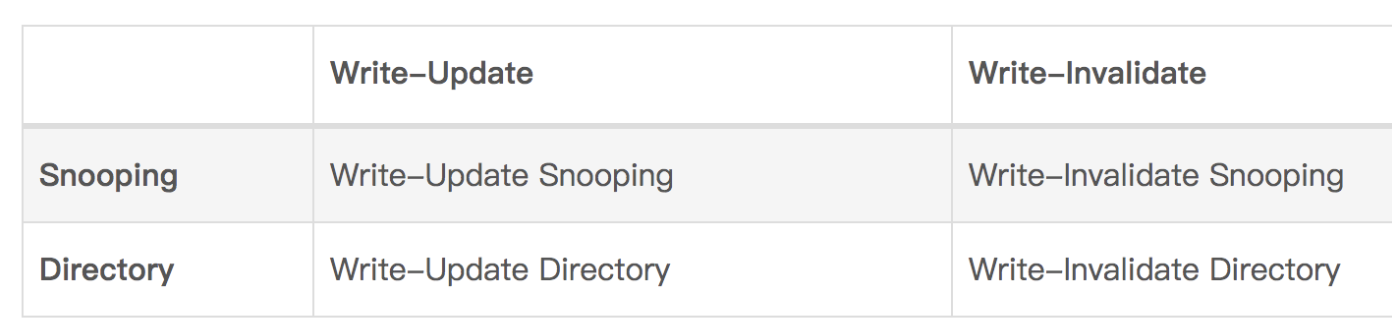 Write–Update Write–Invalidate
Snooping Write–Update Snooping Write–Invalidate Snooping
Directory Write–Update Directory Write–Invalidate Directory